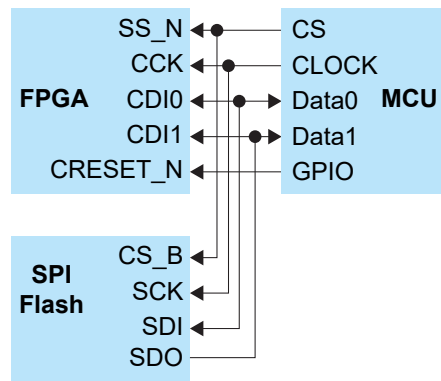 SS_N CS
CCK CLOCK
FPGA CDI0 Data0 MCU
CDI1 Data1
CRESET_N GPIO
CS_B
SPI
SCK
Flash
SDI
SDO